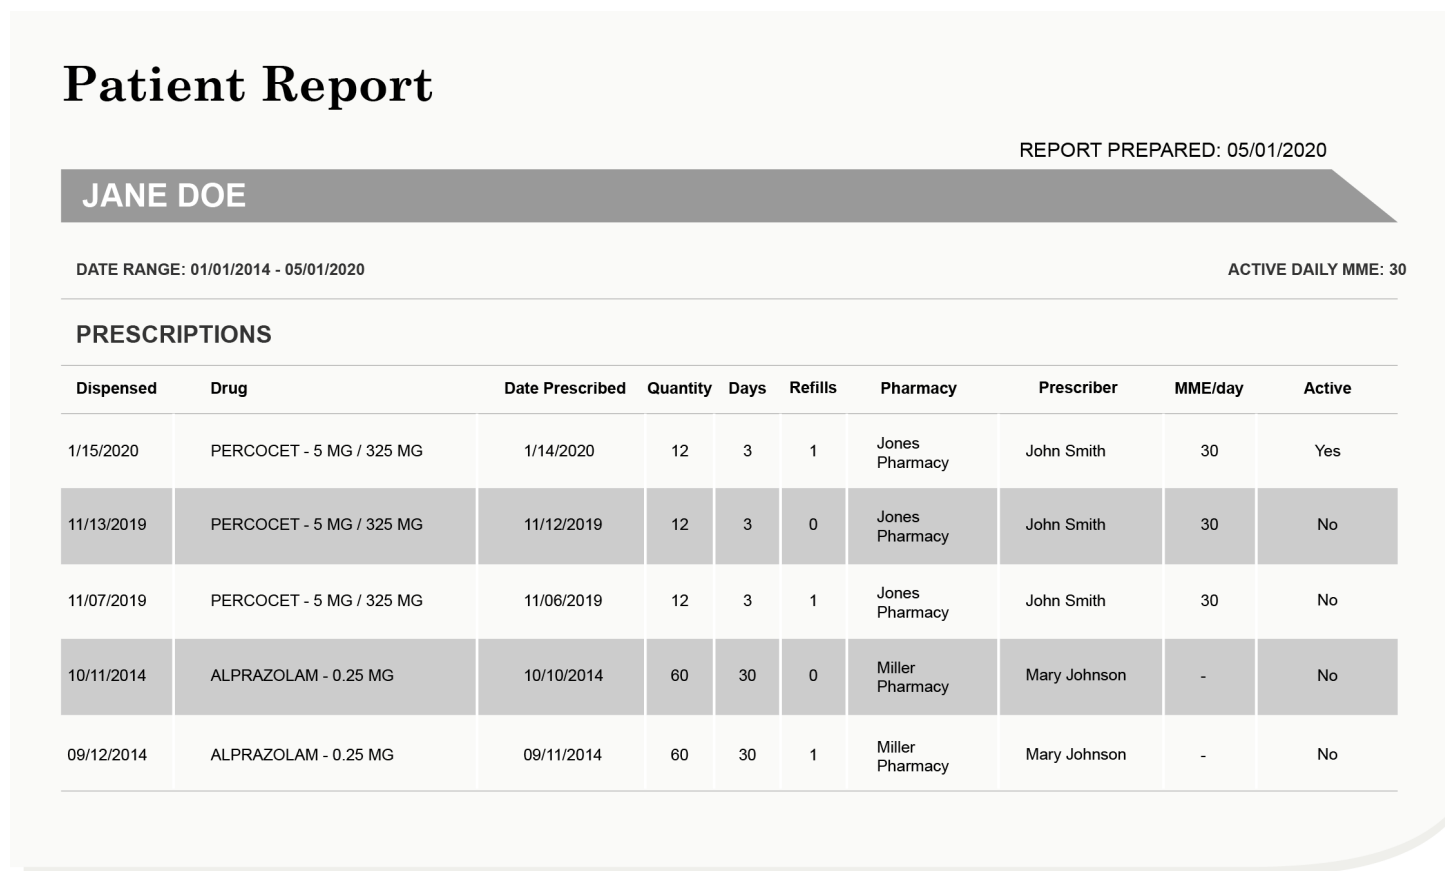 Patient Report
REPORT PREPARED: 05/01/2020
JANE DOE
DATE RANGE: 01/01/2014 - 05/01/2020 ACTIVE DAILY MME: 30
PRESCRIPTIONS
Dispensed Drug Date Prescribed Quantity Days Refills Pharmacy Prescriber MME/day Active
1/15/2020 PERCOCET - 5 MG / 325 MG 1/14/2020 12 3 1 Jones Pharmacy John Smith 30 Yes
11/13/2019 PERCOCET - 5 MG / 325 MG 11/12/2019 12 3 0 Jones Pharmacy John Smith 30 No
11/07/2019 PERCOCET - 5 MG / 325 MG 11/06/2019 12 3 1 Jones Pharmacy John Smith 30 No
10/11/2014 ALPRAZOLAM - 0.25 MG 10/10/2014 60 30 0 Miller Pharmacy Mary Johnson - No
09/12/2014 ALPRAZOLAM - 0.25 MG 09/11/2014 60 30 1 Miller Pharmacy Mary Johnson - No